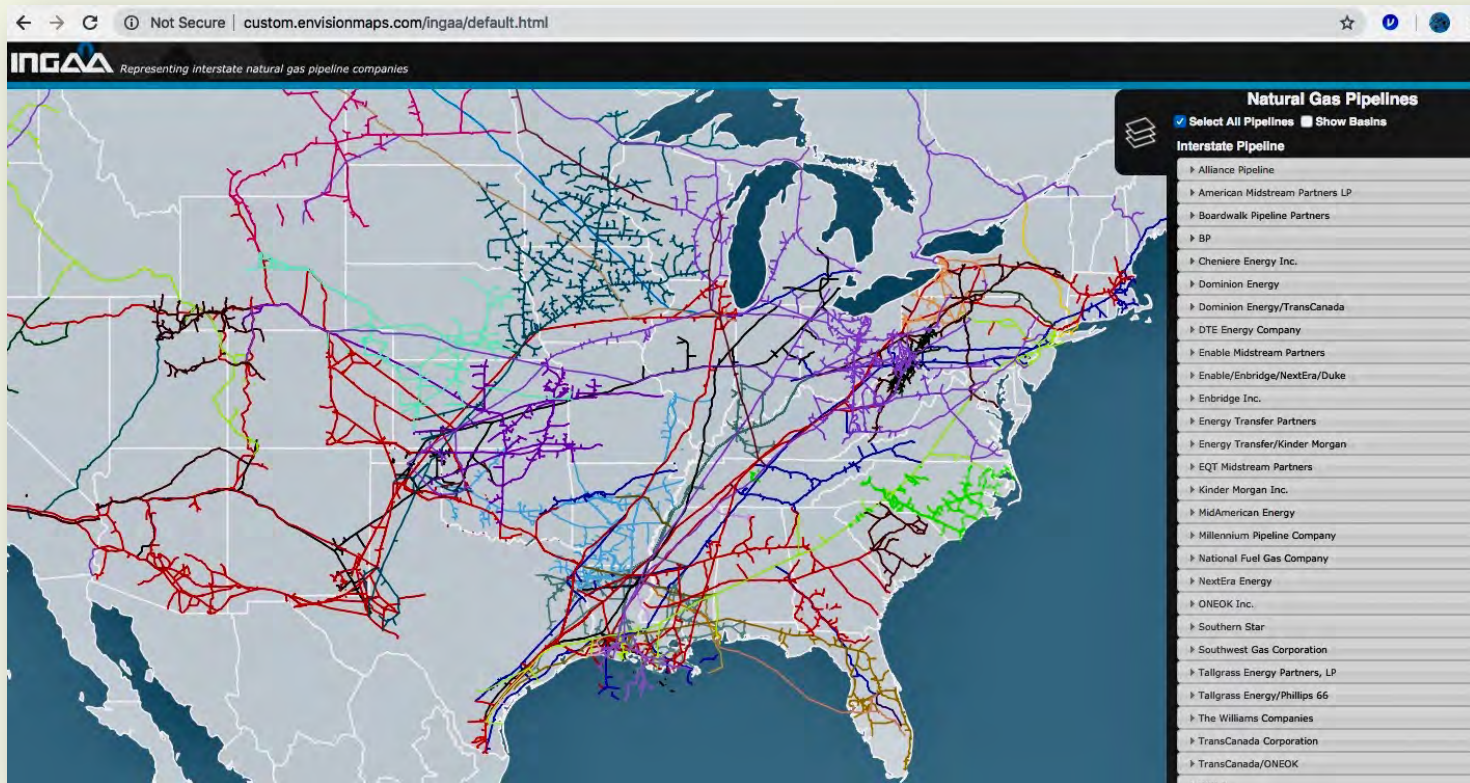 Not Secure | custom.envisionmaps.com/ingaa/default.html
INGAA Representing interstate natural gas pipeline companies
Natural Gas Pipelines
Select All Pipelines Show Basins
Interstate Pipeline
Alliance Pipeline
American Midstream Partners LP
Boardwalk Pipeline Partners
BP
Cheniere Energy Inc.
Dominion Energy
Dominion Energy/TransCanada
DTE Energy Company
Enable Midstream Partners
Enable/Enbridge/NextEra/Duke
Enbridge Inc.
Energy Transfer Partners
Energy Transfer/Kinder Morgan
EQT Midstream Partners
Kinder Morgan Inc.
MidAmerican Energy
Millennium Pipeline Company
National Fuel Gas Company
NextEra Energy
ONEOK Inc.
Southern Star
Southwest Gas Corporation
Tallgrass Energy Partners, LP
Tallgrass Energy/Phillips 66
The Williams Companies
TransCanada Corporation
TransCanada/ONEOK